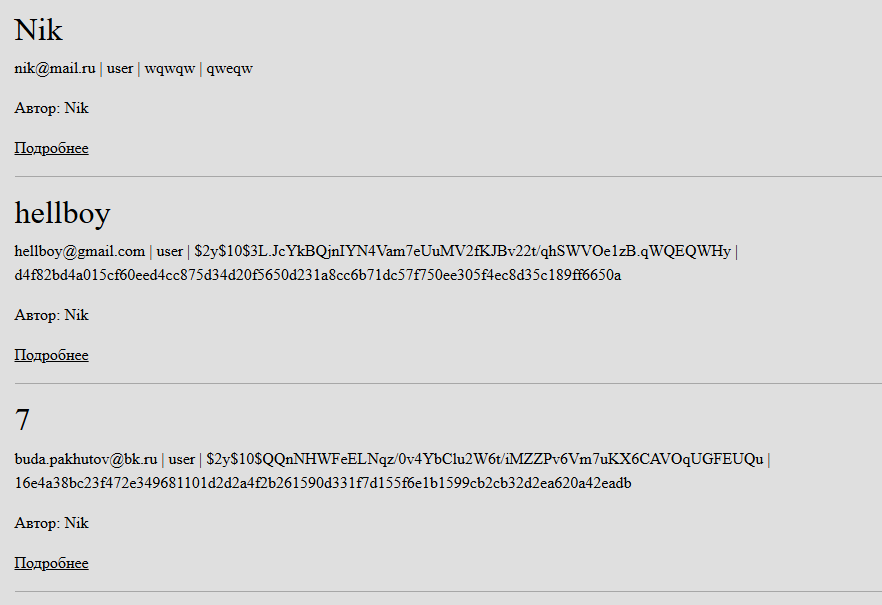 Nik
nik@mail.ru | user | wqwqw | qweqw
Автор: Nik
Подробнее
hellboy
hellboy@gmail.com | user | $2y$10$3L.JcYkBQjnIYN4Vam7eUuMV2fKJBv22t/qhSWVOe1zB.qWQEQWHy |
d4f82bd4a015cf60eed4cc875d34d20f5650d231a8cc6b71dc57f750ee305f4ec8d35c189ff6650a
Автор: Nik
Подробнее
7
buda.pakhutov@bk.ru | user | $2y$10$QQnNHWFeELNqz/0v4YbClu2W6t/iMZZPv6Vm7uKX6CAVOqUGFEUQu |
16e4a38bc23f472e349681101d2d2a4f2b261590d331f7d155f6e1b1599cb2cb32d2ea620a42eadb
Автор: Nik
Подробнее